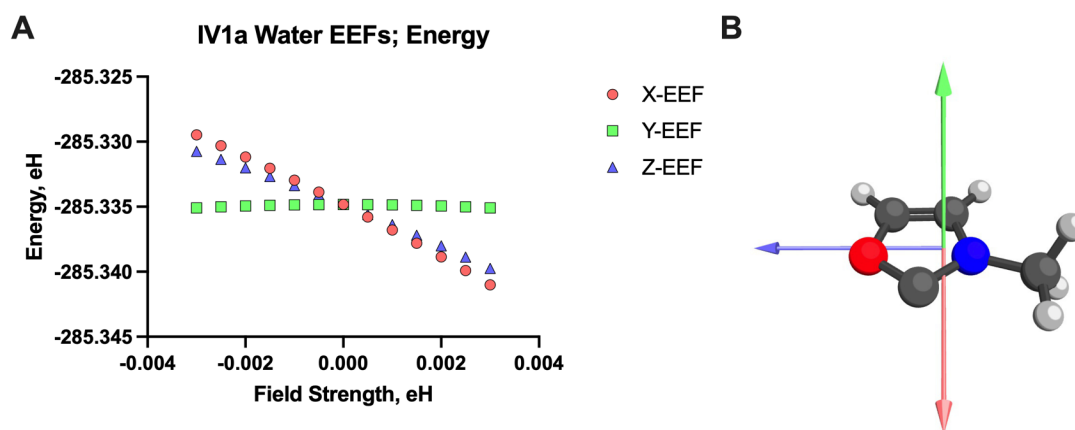 A
IV1a Water EEFs; Energy
-285.325
-285.330
-285.335
-285.340
-285.345
Energy, eH
-0.004
-0.002
0.000
0.002
0.004
Field Strength, eH
X-EEF
Y-EEF
Z-EEF
B